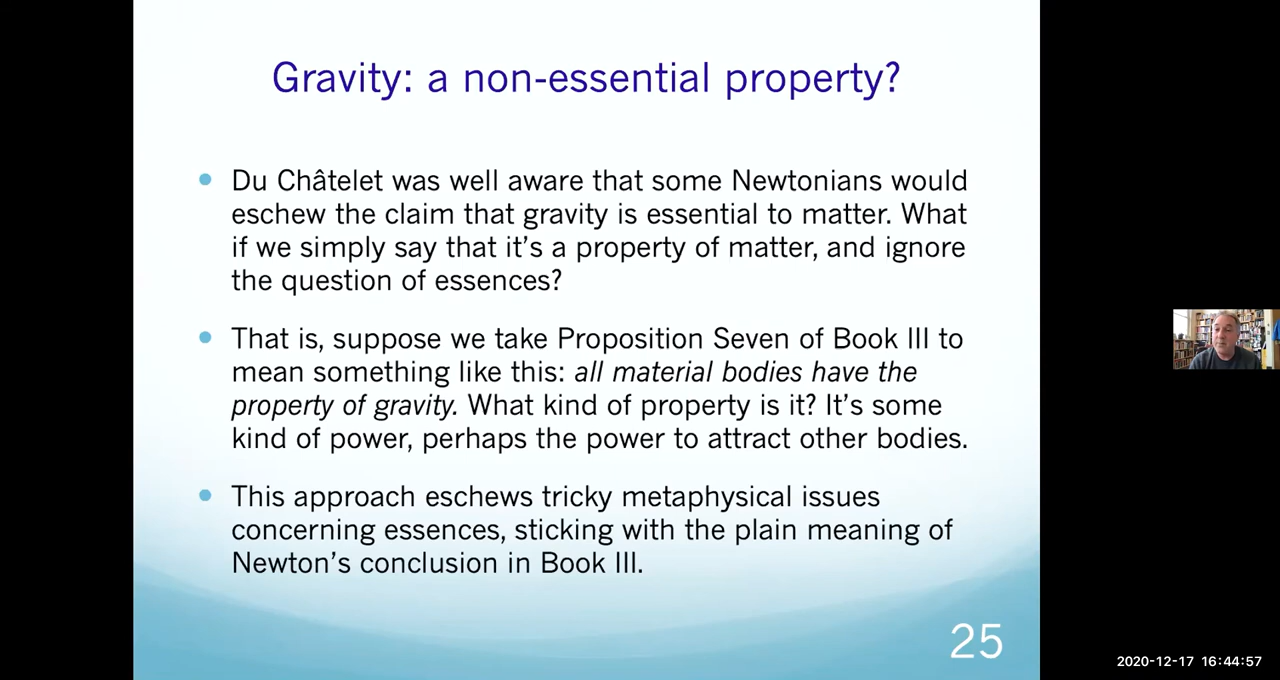 Gravity: a non-essential property?
Du Châtelet was well aware that some Newtonians would
eschew the claim that gravity is essential to matter. What
if we simply say that it’s a property of matter, and ignore
the question of essences?
That is, suppose we take Proposition Seven of Book III to
mean something like this: all material bodies have the
property of gravity. What kind of property is it? It’s some
kind of power, perhaps the power to attract other bodies.
This approach eschews tricky metaphysical issues
concerning essences, sticking with the plain meaning of
Newton’s conclusion in Book III.
25
2020-12-17 16:44:57